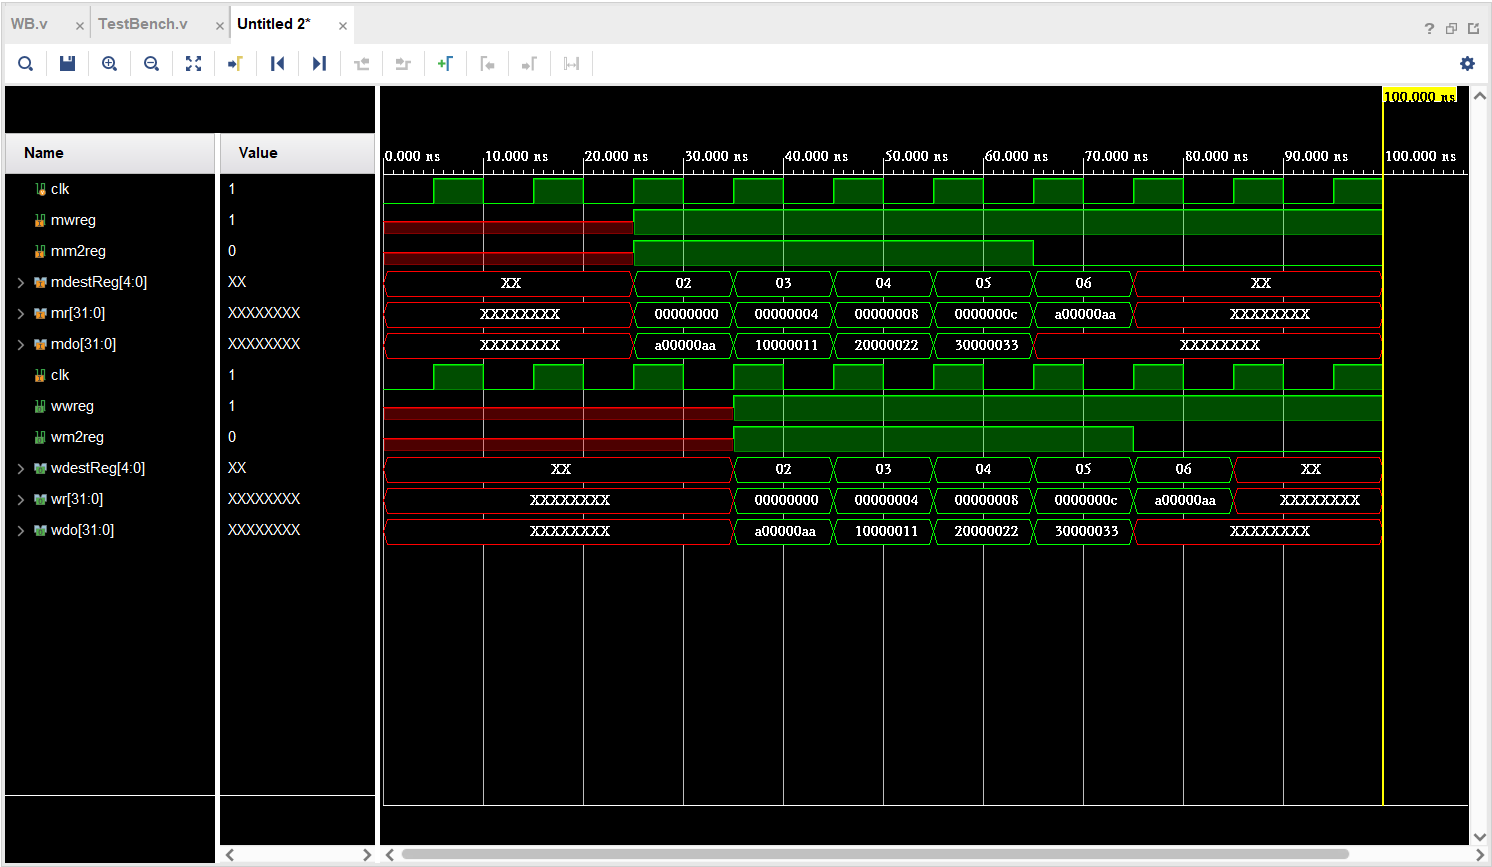 WB.v × TestBench.v × Untitled 2* ×
?
100.000 ns
Name Value
0.000 ns 10.000 ns 20.000 ns 30.000 ns 40.000 ns 50.000 ns 60.000 ns 70.000 ns 80.000 ns 90.000 ns 100.000 ns
clk 1
mwreg 1
mm2reg 0
mdestReg[4:0] XX XX 02 03 04 05 06 XX
mr[31:0] XXXXXXXX XXXXXXXX 00000000 00000004 00000008 0000000c a00000aa XXXXXXXX
mdo[31:0] XXXXXXXX XXXXXXXX a00000aa 10000011 20000022 30000033 XXXXXXXX
clk 1
wwreg 1
wm2reg 0
wdestReg[4:0] XX XX 02 03 04 05 06 XX
wr[31:0] XXXXXXXX XXXXXXXX 00000000 00000004 00000008 0000000c a00000aa XXXXXXXX
wdo[31:0] XXXXXXXX XXXXXXXX a00000aa 10000011 20000022 30000033 XXXXXXXX